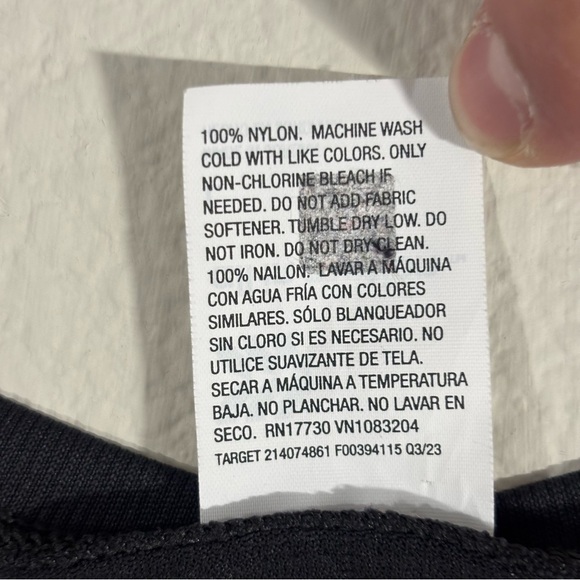 100% NYLON. MACHINE WASH
COLD WITH LIKE COLORS. ONLY
NON-CHLORINE BLEACH IF
NEEDED. DO NOT ADD FABRIC
SOFTENER. TUMBLE DRY LOW. DO
NOT IRON. DO NOT DRY CLEAN.
100% NAILON. LAVAR A MÁQUINA
CON AGUA FRÍA CON COLORES
SIMILARES. SÓLO BLANQUEADOR
SIN CLORO SI ES NECESARIO. NO
UTILICE SUAVIZANTE DE TELA.
SECAR A MÁQUINA A TEMPERATURA
BAJA. NO PLANCHAR. NO LAVAR EN
SECO. RN17730 VN1083204
TARGET 214074861 F00394115 Q3/23